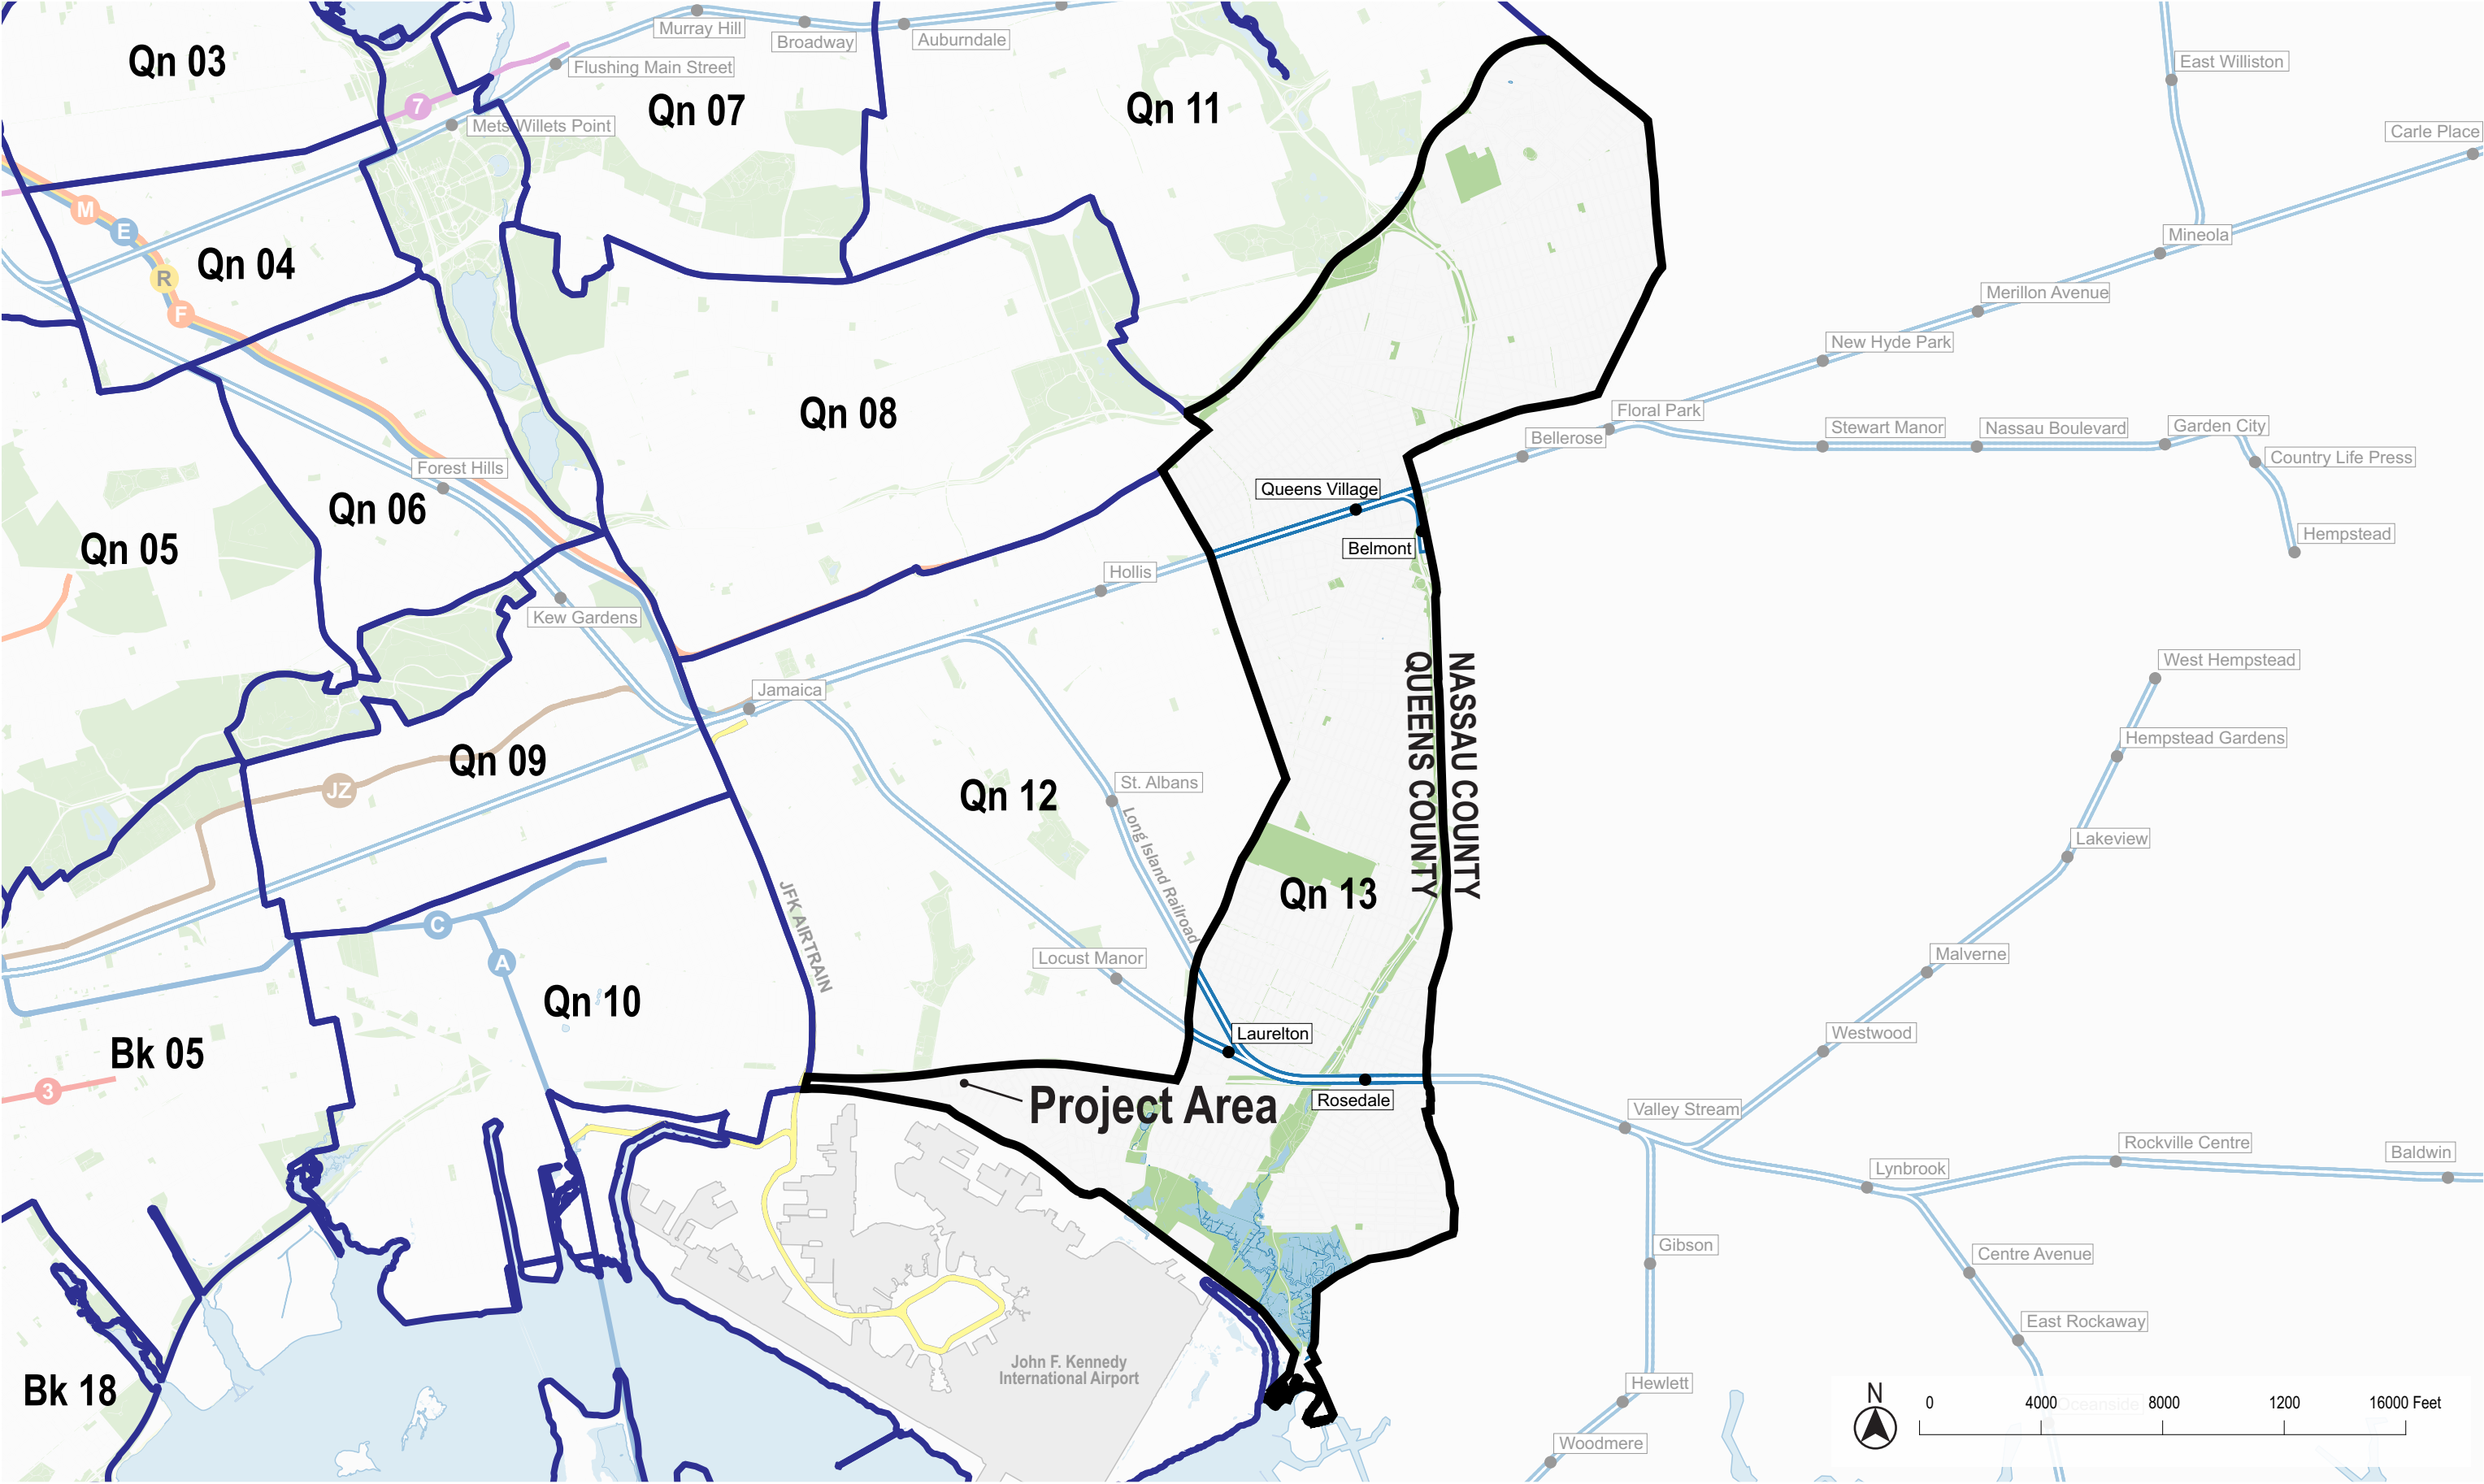 Murray Hill
Broadway
Auburndale
Qn 03
Flushing Main Street
East Williston
7
Qn 07
Qn 11
Mets-Willets Point
Carle Place
M
E
Mineola
Qn 04
R
F
Merillon Avenue
New Hyde Park
Qn 08
Floral Park
Stewart Manor
Nassau Boulevard
Garden City
Bellerose
Country Life Press
Forest Hills
Queens Village
Qn 06
Hempstead
Qn 05
Belmont
Hollis
Kew Gardens
West Hempstead
QUEENS COUNTY
NASSAU COUNTY
Jamaica
Hempstead Gardens
Qn 09
St. Albans
JZ
Qn 12
Long Island Railroad
Lakeview
Qn 13
JFK AIRTRAIN
C
A
Locust Manor
Malverne
Qn 10
Laurelton
Westwood
Bk 05
3
Project Area
Rosedale
Valley Stream
Rockville Centre
Baldwin
Lynbrook
Gibson
Centre Avenue
East Rockaway
John F. Kennedy
International Airport
Bk 18
Hewlett
N
0 4000 8000 1200 16000 Feet
Oceanside
Woodmere